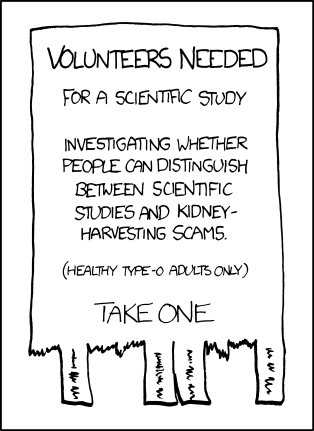 VOLUNTEERS NEEDED
FOR A SCIENTIFIC STUDY
INVESTIGATING WHETHER
PEOPLE CAN DISTINGUISH
BETWEEN SCIENTIFIC
STUDIES AND KIDNEY-
HARVESTING SCAMS.
(HEALTHY TYPE-O ADULTS ONLY)
TAKE ONE